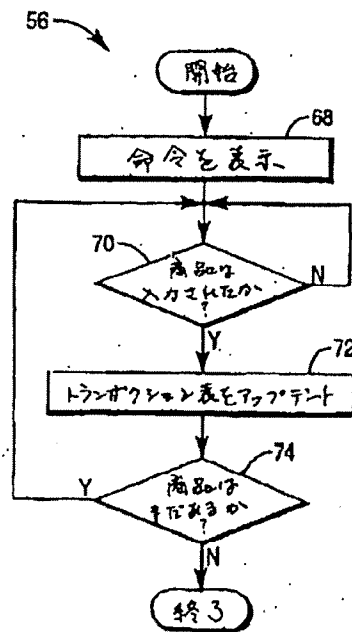 56
開始
68
命令を表示
70
商品は
入力されたか
?
N
Y
72
トランザクション表をアップデート
74
商品は
まだあるか
?
Y
N
終了